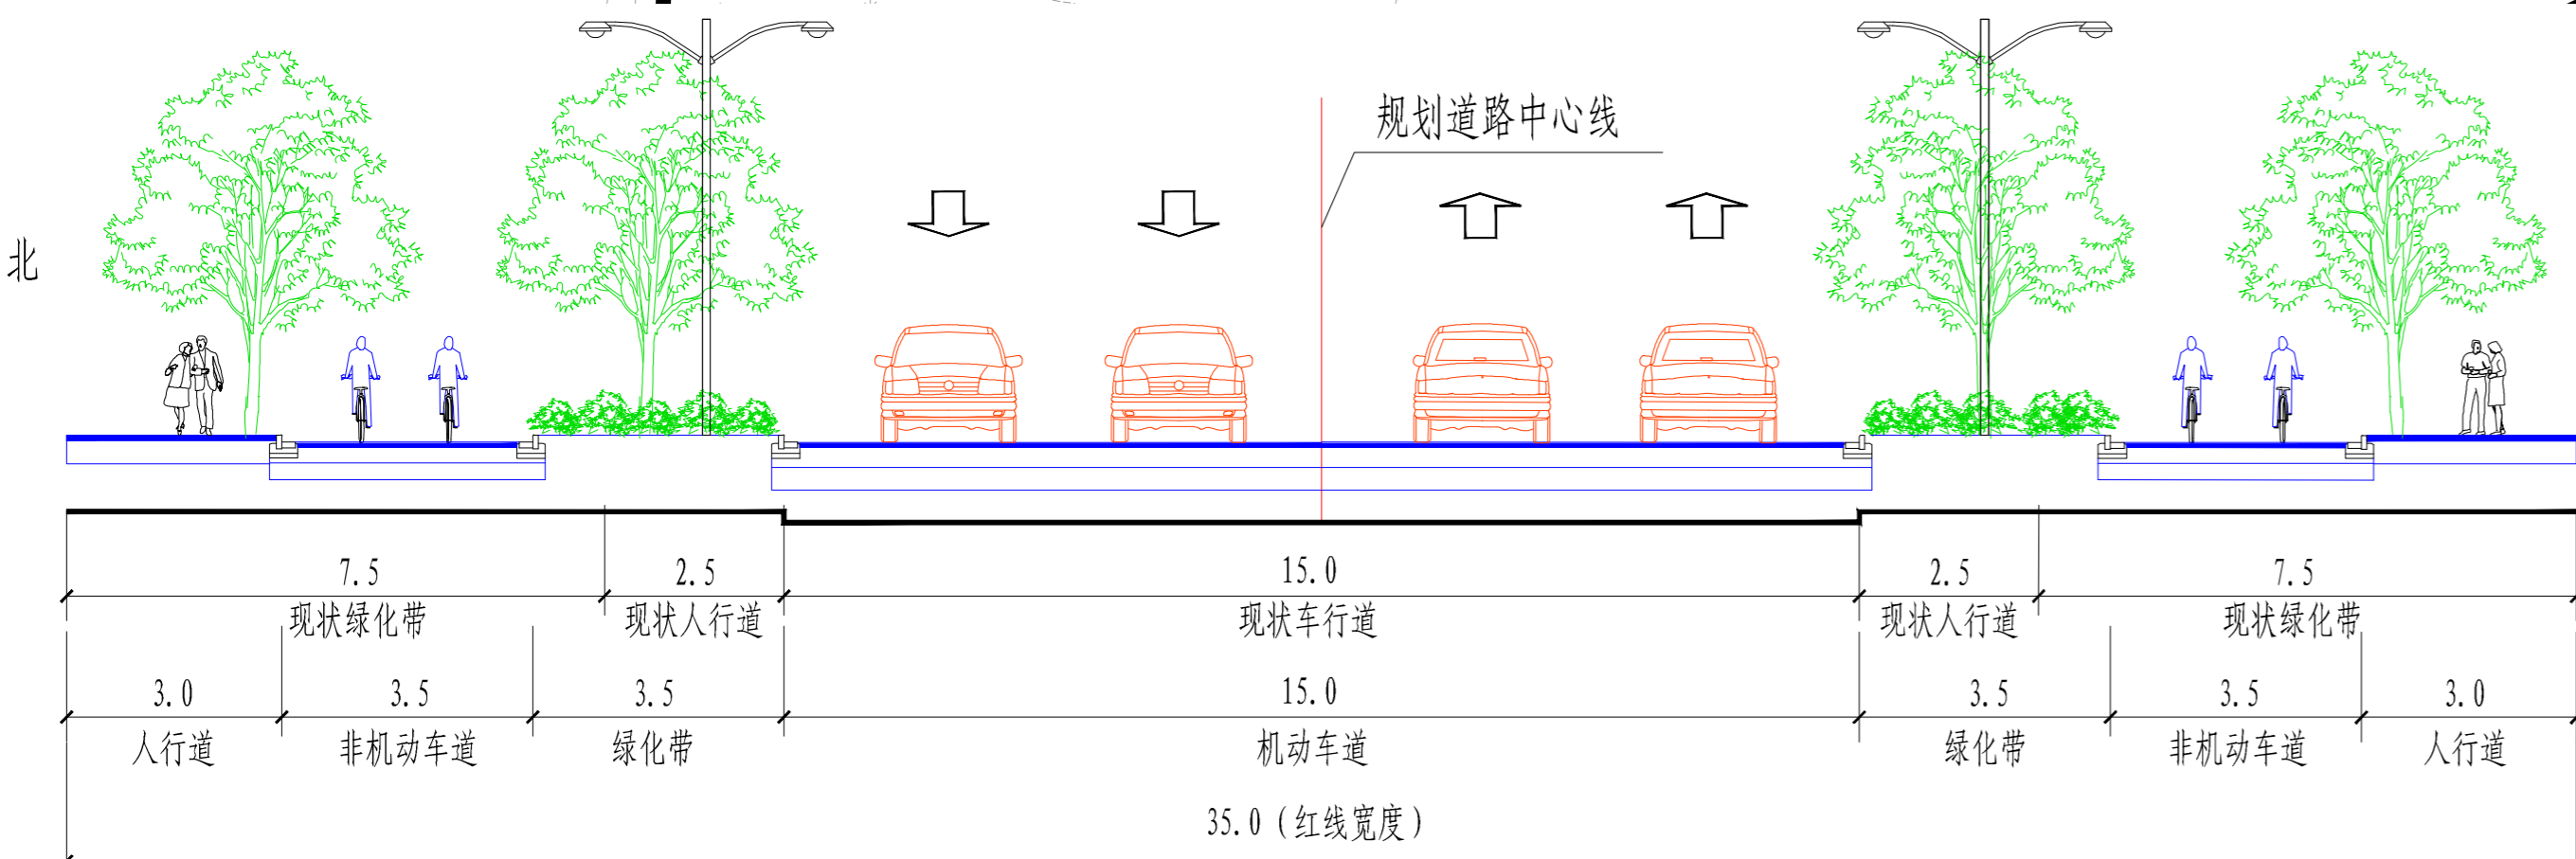 规划道路中心线
北
7.5 2.5 15.0 2.5 7.5
现状绿化带 现状人行道 现状车行道 现状人行道 现状绿化带
3.0 3.5 3.5 15.0 3.5 3.5 3.0
人行道 非机动车道 绿化带 机动车道 绿化带 非机动车道 人行道
35.0(红线宽度)